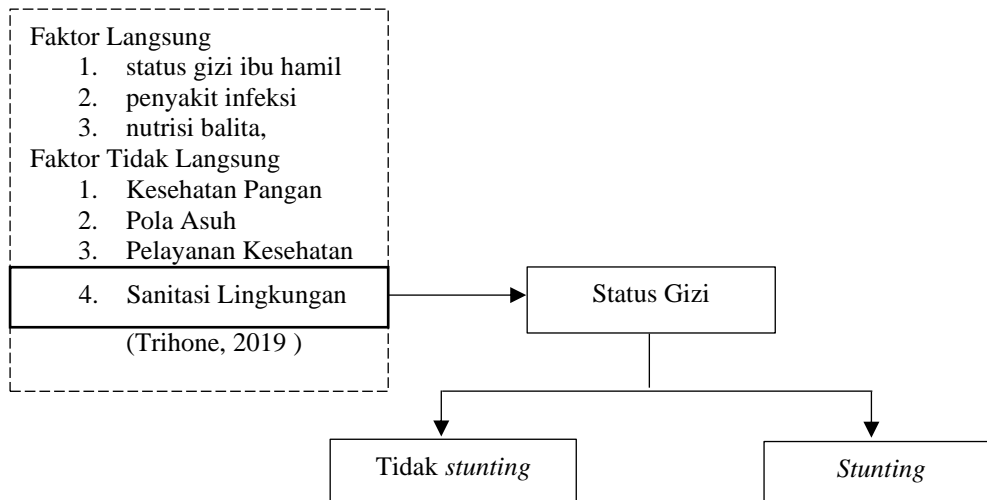 Faktor Langsung
1. status gizi ibu hamil
2. penyakit infeksi
3. nutrisi balita,
Faktor Tidak Langsung
1. Kesehatan Pangan
2. Pola Asuh
3. Pelayanan Kesehatan
4. Sanitasi Lingkungan
(Trihone, 2019 )
Status Gizi
Tidak stunting
Stunting